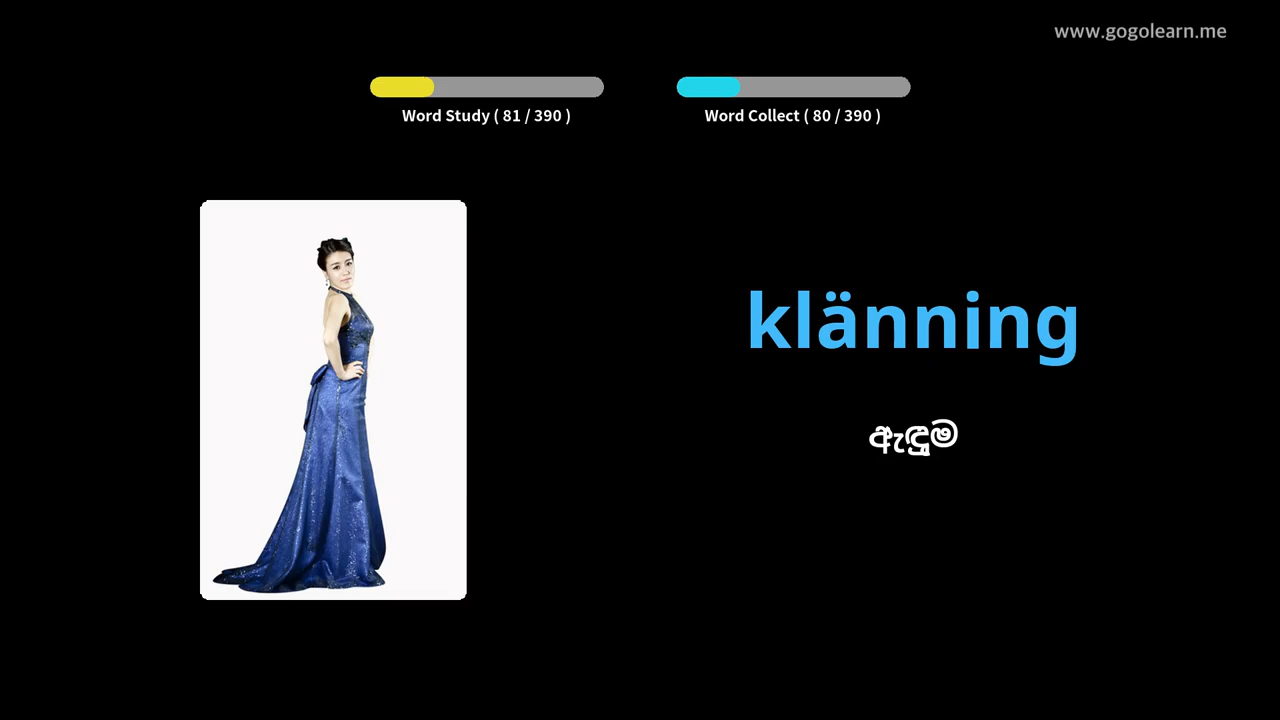 www.gogolearn.me
Word Study ( 81 / 390 )
Word Collect ( 80 / 390 )
klänning
ඇඳුම